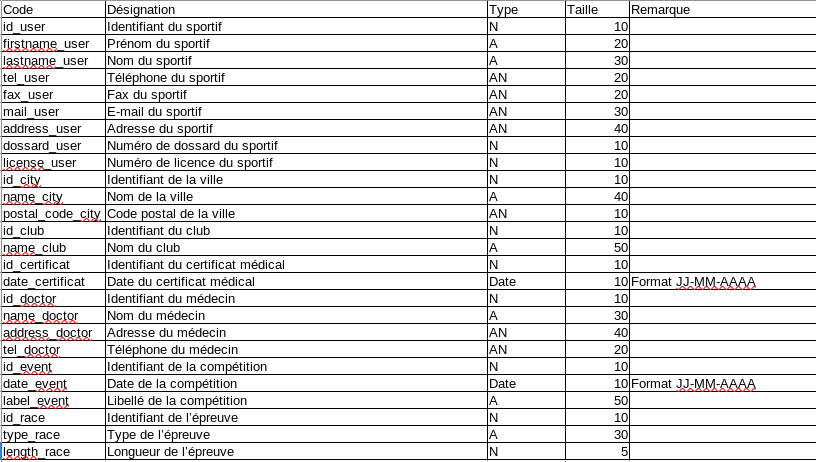 Code Désignation Type Taille Remarque
id_user Identifiant du sportif N 10
firstname_user Prénom du sportif A 20
lastname_user Nom du sportif A 30
tel_user Téléphone du sportif AN 20
fax_user Fax du sportif AN 20
mail_user E-mail du sportif AN 30
address_user Adresse du sportif AN 40
dossard_user Numéro de dossard du sportif N 10
license_user Numéro de licence du sportif N 10
id_city Identifiant de la ville N 10
name_city Nom de la ville A 40
postal_code_city Code postal de la ville AN 10
id_club Identifiant du club N 10
name_club Nom du club A 50
id_certificat Identifiant du certificat médical N 10
date_certificat Date du certificat médical Date 10 Format JJ-MM-AAAA
id_doctor Identifiant du médecin N 10
name_doctor Nom du médecin A 30
address_doctor Adresse du médecin AN 40
tel_doctor Téléphone du médecin AN 20
id_event Identifiant de la compétition N 10
date_event Date de la compétition Date 10 Format JJ-MM-AAAA
label_event Libellé de la compétition A 50
id_race Identifiant de l'épreuve N 10
type_race Type de l'épreuve A 30
length_race Longueur de l'épreuve N 5